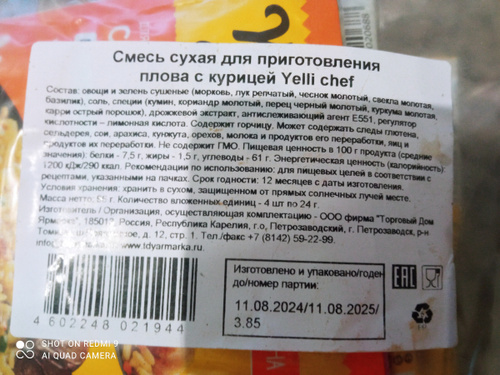 Смесь сухая для приготовления
плова с курицей Yelli chef
Состав: овощи и зелень сушеные (морковь, лук репчатый, чеснок молотый, свекла молотая,
базилик), соль, специи (кумин, кориандр молотый, перец черный молотый, куркума молотая,
карри острый порошок), дрожжевой экстракт, антислеживающий агент Е551, регулятор
кислотности – лимонная кислота. Содержит горчицу. Может содержать следы глютена,
сельдерея, сои, арахиса, кунжута, орехов, молока и продуктов его переработки, яиц и
продуктов их переработки. Не содержит ГМО. Пищевая ценность в 100 г продукта (средние
значения): белки - 7,5 г, жиры - 1,5 г, углеводы - 61 г. Энергетическая ценность (калорийность):
1200 кДж/290 ккал. Рекомендации по использованию: для пищевых целей в соответствии с
рецептами, указанными на пачках. Срок годности: 12 месяцев с даты изготовления.
Условия хранения: хранить в сухом, защищенном от прямых солнечных лучей месте.
Масса нетто: г. Количество вложенных единиц - 4 шт по 24 г.
Изготовитель / Организация, осуществляющая комплектацию - ООО фирма "Торговый Дом
Ярм 18501 Россия, Республика Карелия, г.о, Петрозаводский, г. Петрозаводск, р-н
д. 12, стр. 1. Тел./факс +7 (8142) 59-22-99.
www.tdyarmarka.ru
Изготовлено и упаковано/годен
до/номер партии:
11.08.2024/11.08.2025/
3.85
EAC
4 602248 021944
SHOT ON REDMI 9
AI QUAD CAMERA